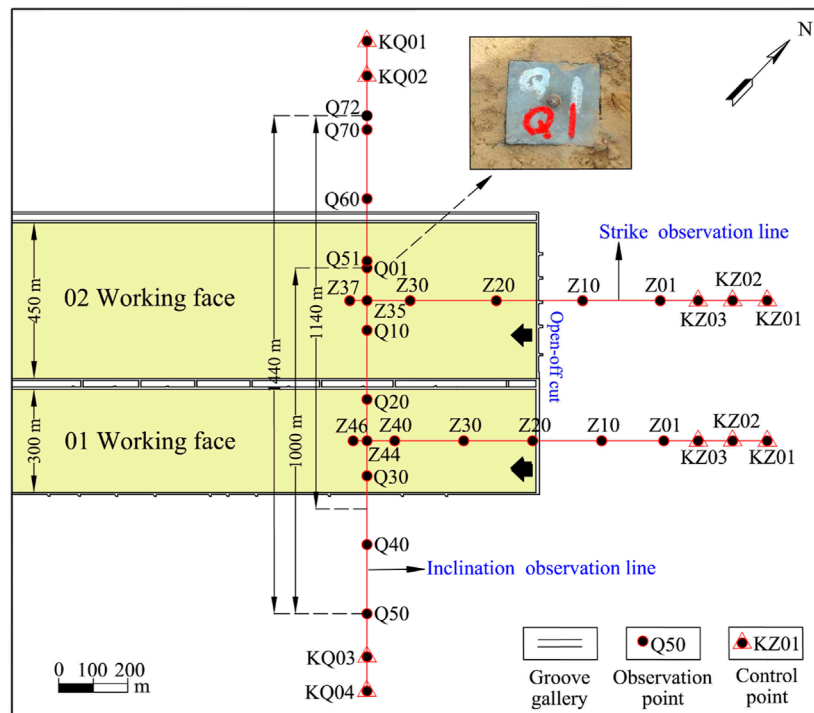 KQ01
N
KQ02
91
Q1
Q72
Q70
Q60
Strike observation line
Q51
Q01
450 m
02 Working face
1140 m
Z37
Z30
Z20
Z10
Z01
KZ02
Z35
KZ03
KZ01
Q10
Open-off cut
1440 m
1000 m
Q20
300 m
01 Working face
Z46
Z40
Z30
Z20
Z10
Z01
KZ02
Z44
KZ03
KZ01
Q30
Q40
Inclination observation line
Q50
KQ03
KQ04
0 100 200
m
Q50
KZ01
Groove
gallery
Observation
point
Control
point